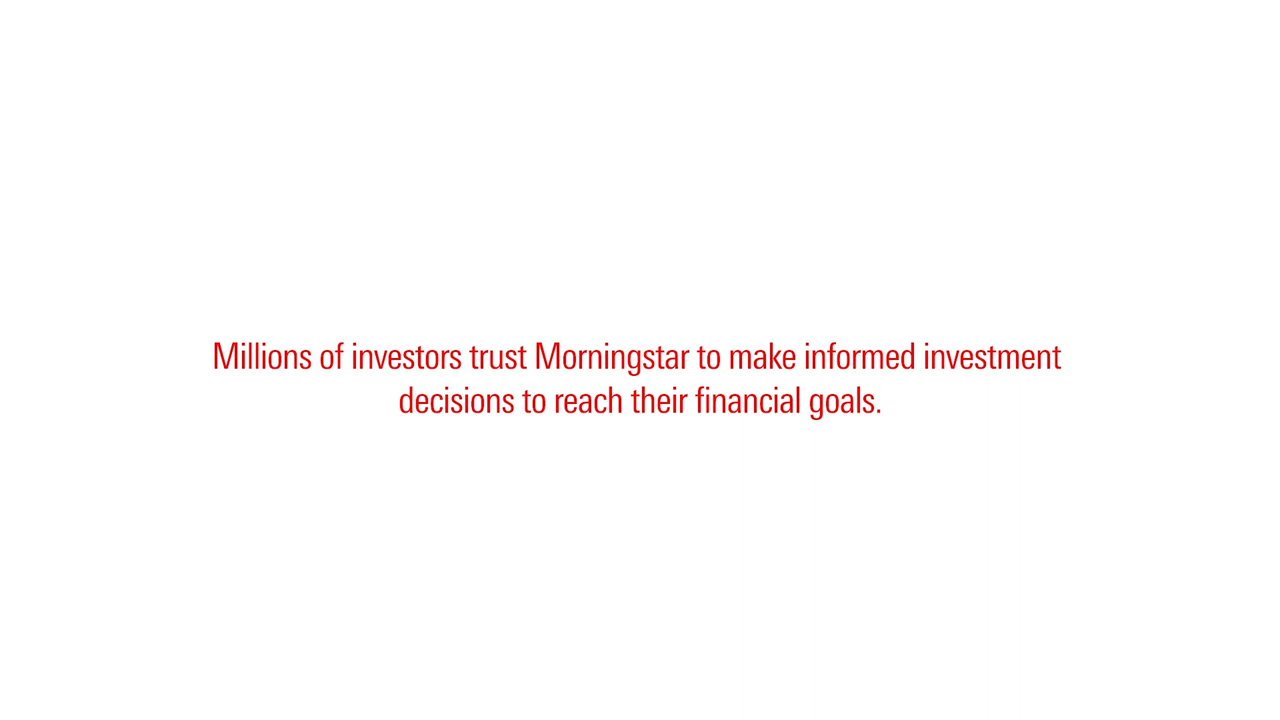 Millions of investors trust Morningstar to make informed investment
decisions to reach their financial goals.